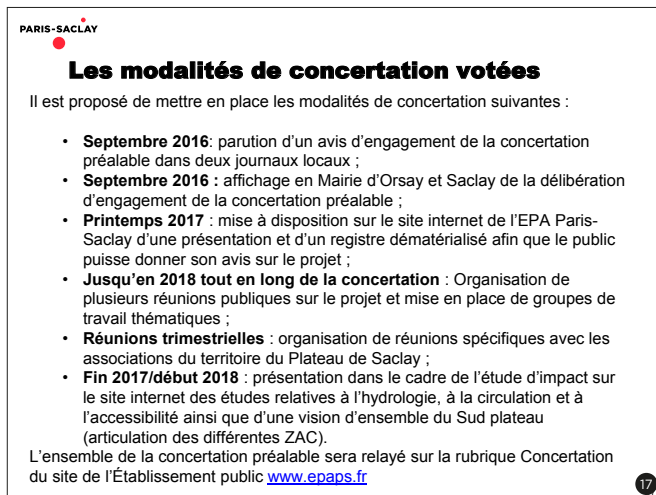 PARIS-SACLAY
Les modalités de concertation votées
Il est proposé de mettre en place les modalités de concertation suivantes :
• Septembre 2016: parution d'un avis d'engagement de la concertation
préalable dans deux journaux locaux ;
• Septembre 2016 : affichage en Mairie d'Orsay et Saclay de la délibération
d'engagement de la concertation préalable ;
• Printemps 2017 : mise à disposition sur le site internet de l'EPA Paris-
Saclay d'une présentation et d'un registre dématérialisé afin que le public
puisse donner son avis sur le projet ;
• Jusqu'en 2018 tout en long de la concertation : Organisation de
plusieurs réunions publiques sur le projet et mise en place de groupes de
travail thématiques ;
• Réunions trimestrielles : organisation de réunions spécifiques avec les
associations du territoire du Plateau de Saclay ;
• Fin 2017/début 2018 : présentation dans le cadre de l'étude d'impact sur
le site internet des études relatives à l'hydrologie, à la circulation et à
l'accessibilité ainsi que d'une vision d'ensemble du Sud plateau
(articulation des différentes ZAC).
L'ensemble de la concertation préalable sera relayé sur la rubrique Concertation
du site de l'Établissement public www.epaps.fr
17